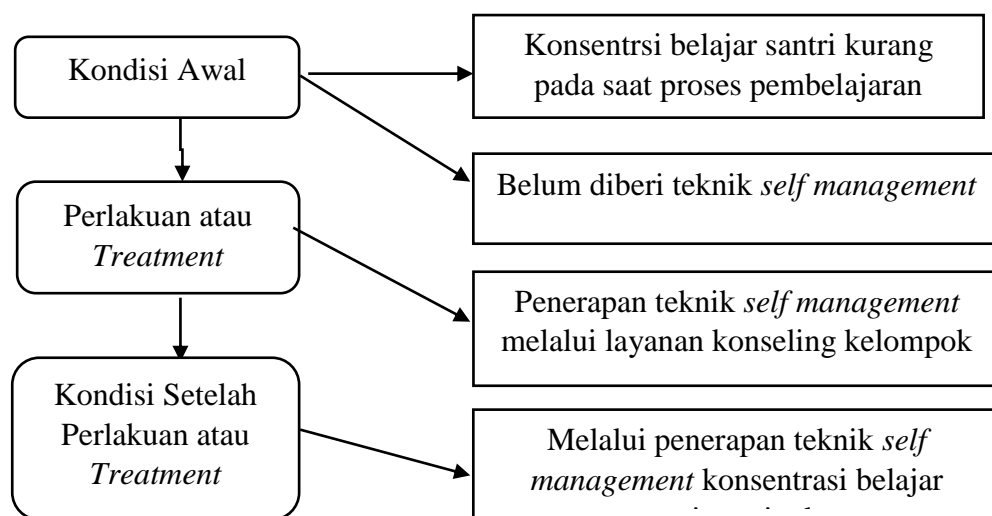 Kondisi Awal
Konsentrsi belajar santri kurang
pada saat proses pembelajaran
Belum diberi teknik self management
Perlakuan atau
Treatment
Penerapan teknik self management
melalui layanan konseling kelompok
Kondisi Setelah
Perlakuan atau
Treatment
Melalui penerapan teknik self
management konsentrasi belajar